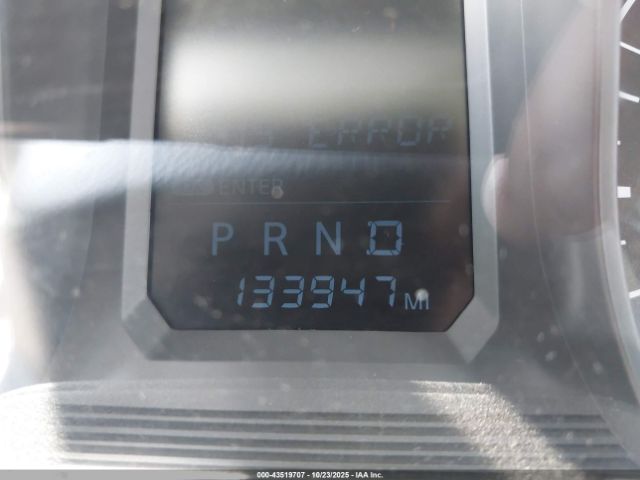 ERROR
ENTER
P R N D
133947 MI
000-43519707 - 10/23/2025 - IAA Inc.